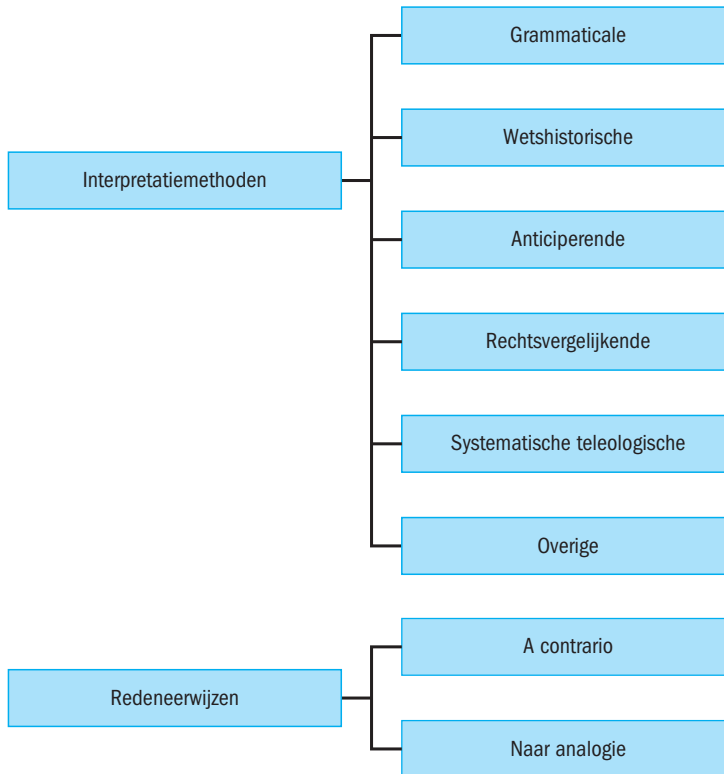 Interpretatiemethoden
Grammaticale
Wetshistorische
Anticiperende
Rechtsvergelijkende
Systematische teleologische
Overige
Redeneerwijzen
A contrario
Naar analogie